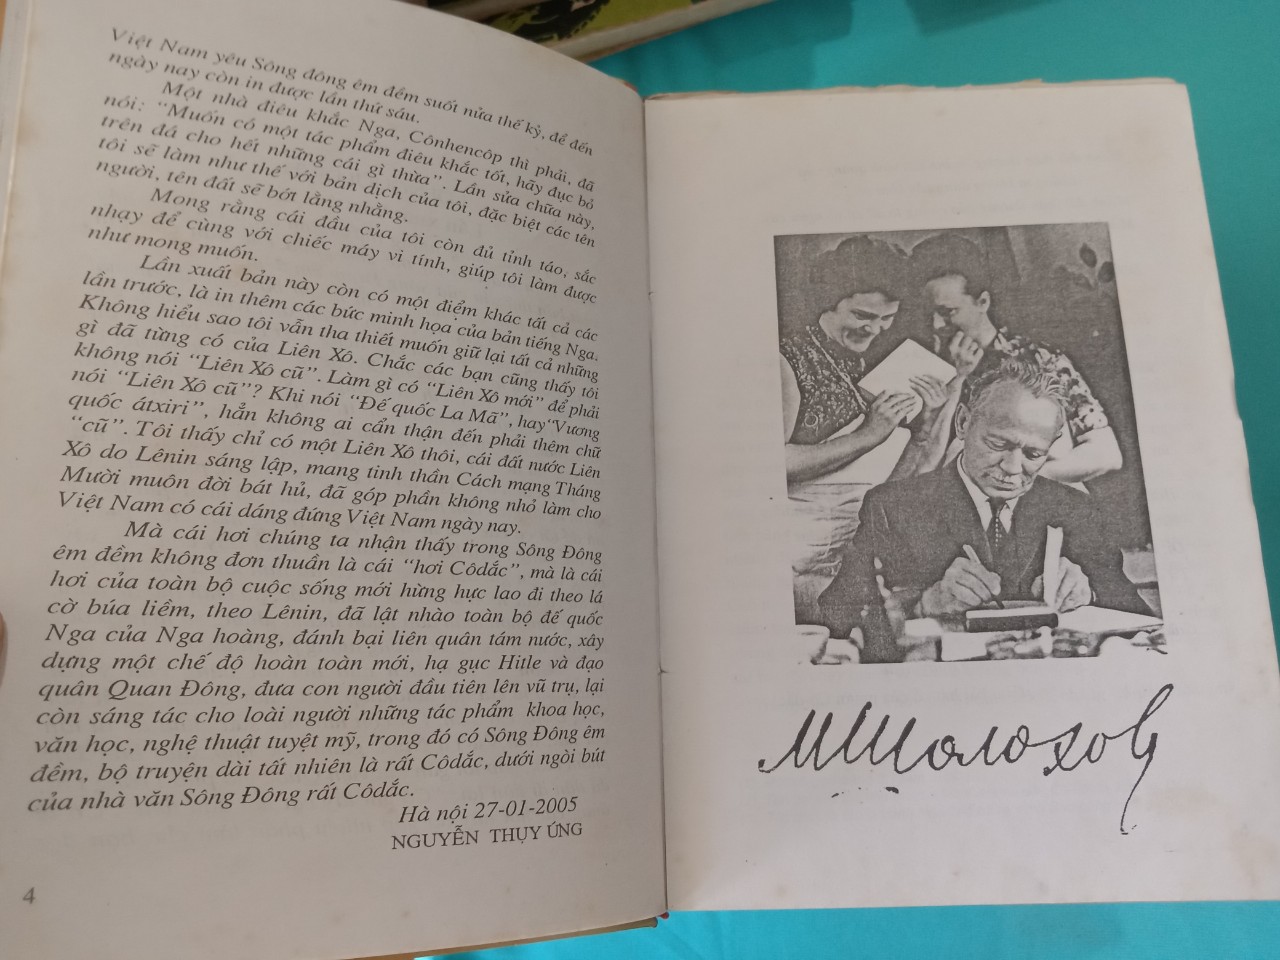 Việt Nam yêu Sông đông êm đềm suốt nửa thế kỷ, để đến
ngày nay còn in được lần thứ sáu.
Một nhà điêu khắc Nga, Cônhencôp thì phải, đã
nói: “Muốn có một tác phẩm điêu khắc tốt, hãy đục bỏ
trên đá cho hết những cái gì thừa”. Lần sửa chữa này,
tôi sẽ làm như thế với bản dịch của tôi, đặc biệt các tên
người, tên đất sẽ bớt lằng nhằng.
Mong rằng cái đầu của tôi còn đủ tỉnh táo, sắc
nhạy để cùng với chiếc máy vi tính, giúp tôi làm được
như mong muốn.
Lần xuất bản này còn có một điểm khác tất cả các
lần trước, là in thêm các bức minh họa của bản tiếng Nga.
Không hiểu sao tôi vẫn tha thiết muốn giữ lại tất cả những
gì đã từng có của Liên Xô. Chắc các bạn cũng thấy tôi
không nói “Liên Xô cũ”. Làm gì có “Liên Xô mới” để phải
nói “Liên Xô cũ”? Khi nói “Đế quốc La Mã”, hay“Vương
quốc átxiri”, hẳn không ai cẩn thận đến phải thêm chữ
“cũ”. Tôi thấy chỉ có một Liên Xô thôi, cái đất nước Liên
Xô do Lênin sáng lập, mang tinh thần Cách mạng Tháng
Mười muôn đời bát hủ, đã góp phần không nhỏ làm cho
Việt Nam có cái dáng đứng Việt Nam ngày nay.
Mà cái hơi chúng ta nhận thấy trong Sông Đông
êm đềm không đơn thuần là cái “hơi Côdắc”, mà là cái
hơi của toàn bộ cuộc sống mới hừng hực lao đi theo lá
cờ búa liềm, theo Lênin, đã lật nhào toàn bộ đế quốc
Nga của Nga hoàng, đánh bại liên quân tám nước, xây
dựng một chế độ hoàn toàn mới, hạ gục Hitle và đạo
quân Quan Đông, đưa con người đầu tiên lên vũ trụ, lại
còn sáng tác cho loài người những tác phẩm khoa học,
văn học, nghệ thuật tuyệt mỹ, trong đó có Sông Đông êm
đềm, bộ truyện dài tất nhiên là rất Côdắc, dưới ngòi bút
của nhà văn Sông Đông rất Côdắc.
Hà nội 27-01-2005
NGUYỄN THỤY ỨNG
4
МШолохов